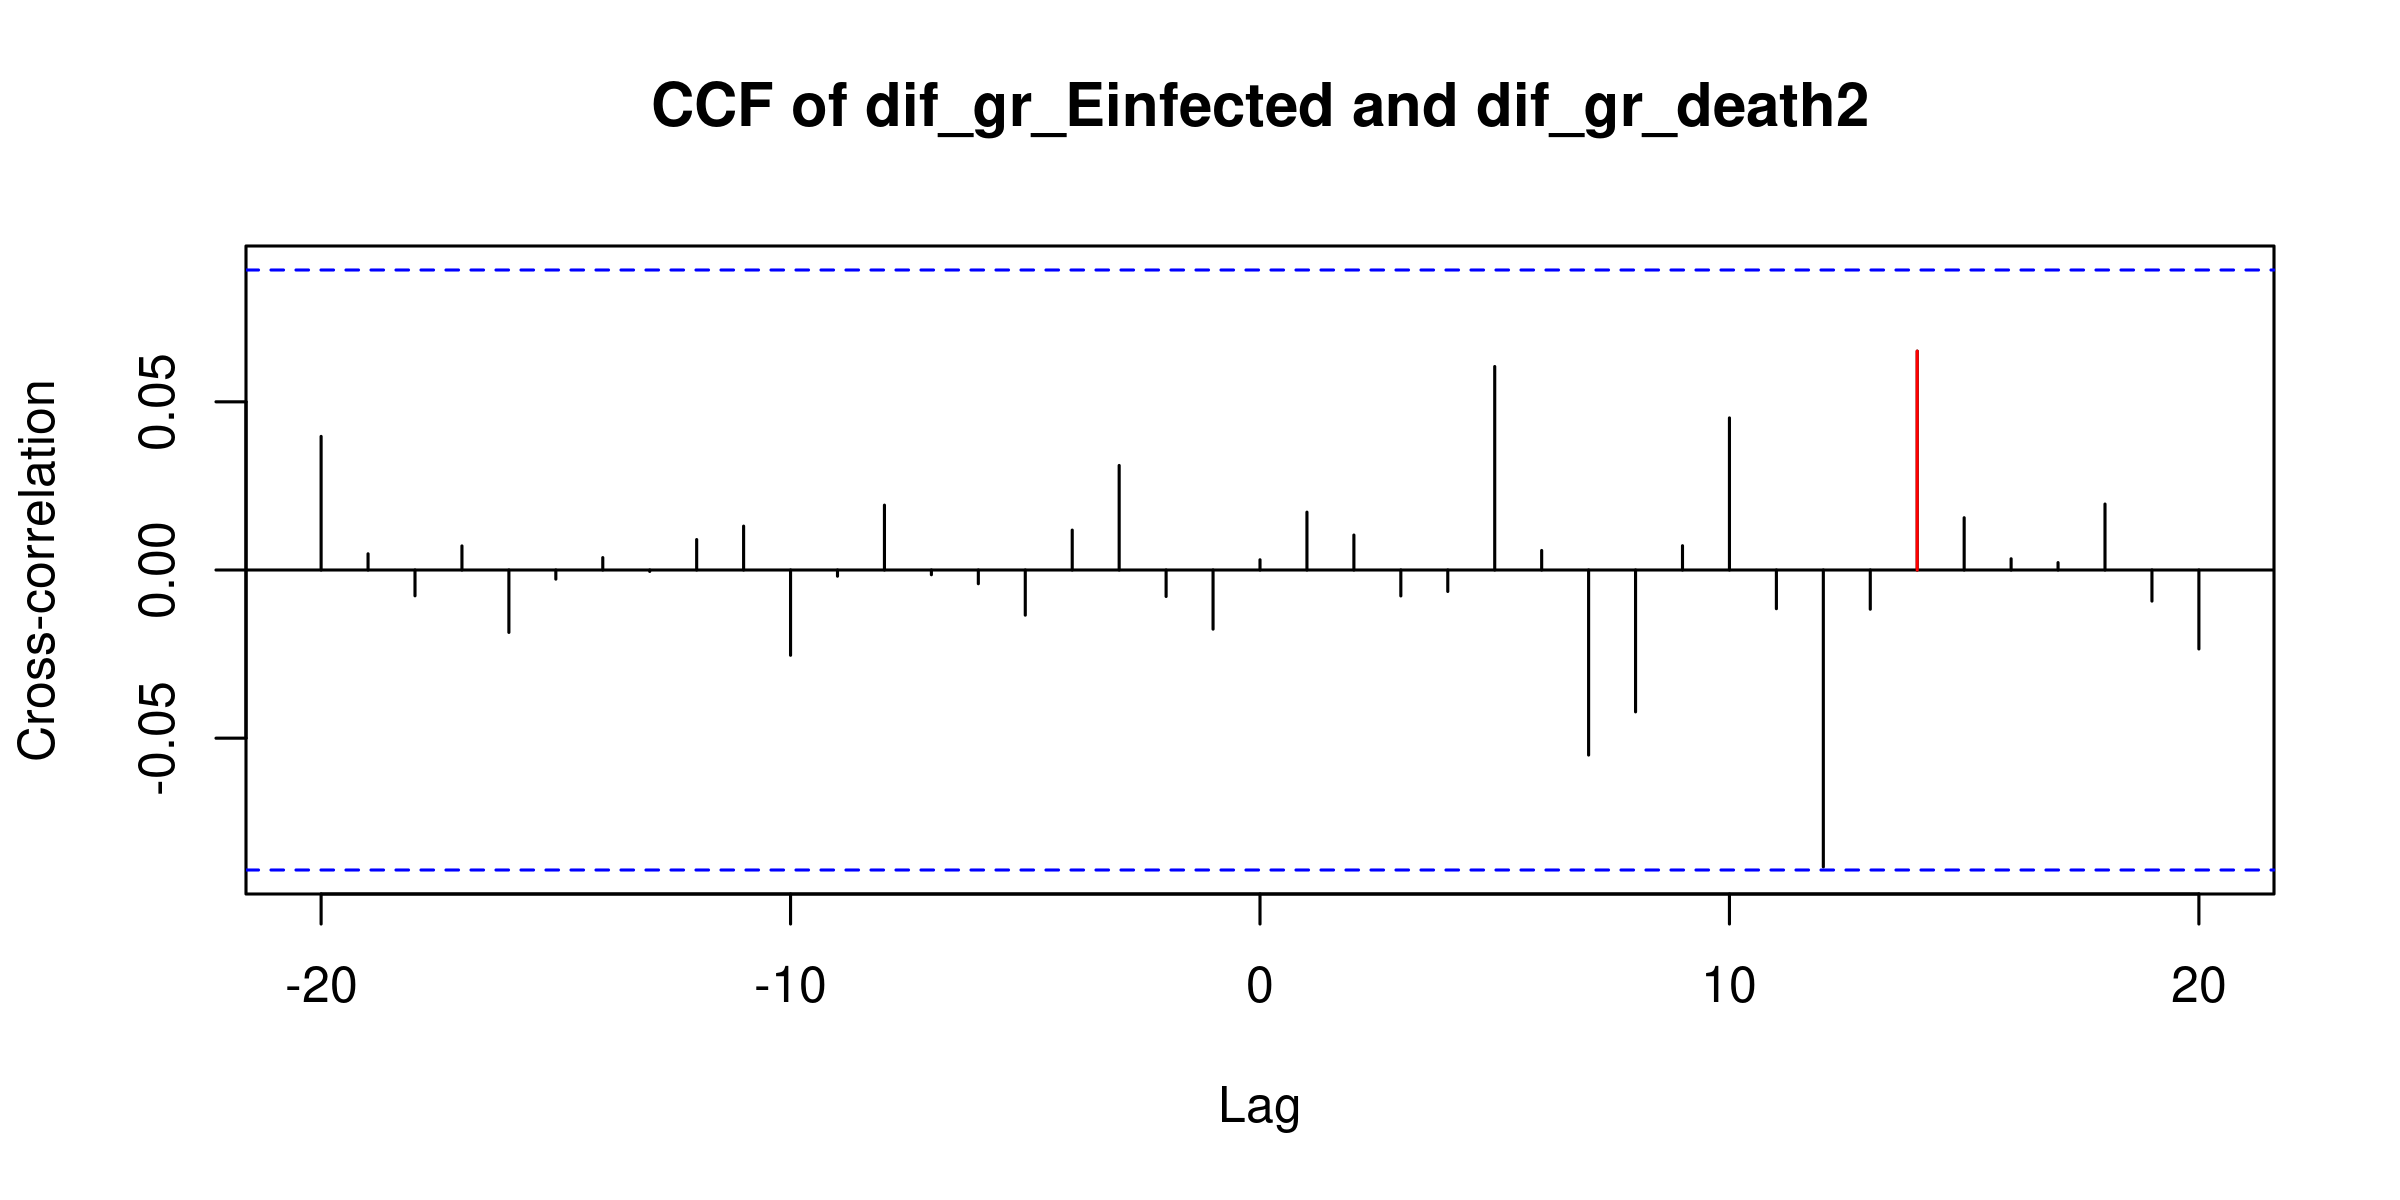 CCF of dif_gr_Einfected and dif_gr_death2
Cross-correlation
0.05
0.00
-0.05
-20 -10 0 10 20
Lag